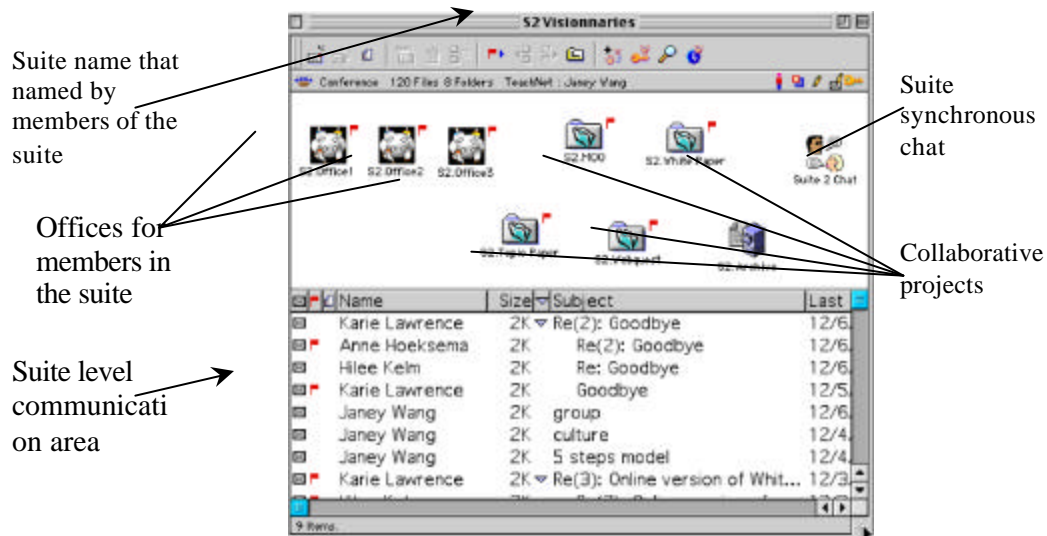 S2 Visionnaries
Suite name that
named by
members of the
suite
Conference 120 Files 8 Folders TeachNet : Janey Wang
Suite
synchronous
chat
S2.Office1
S2.Office2
S2.Office3
S2.MOO
S2.White Paper
Suite 2 Chat
Offices for
members in
the suite
S2.Topic Paper
S2.Webquest
S2.Archive
Collaborative
projects
Name Size Subject Last
Karie Lawrence 2K Re(2): Goodbye 12/6.
Anne Hoeksema 2K Re(2): Goodbye 12/6.
Hilee Kelm 2K Re: Goodbye 12/6.
Karie Lawrence 2K Goodbye 12/5.
Janey Wang 2K group 12/6.
Janey Wang 2K culture 12/4.
Janey Wang 2K 5 steps model 12/4.
Karie Lawrence 2K Re(3): Online version of Whit... 12/3.
Suite level
communicati
on area
9 Items.